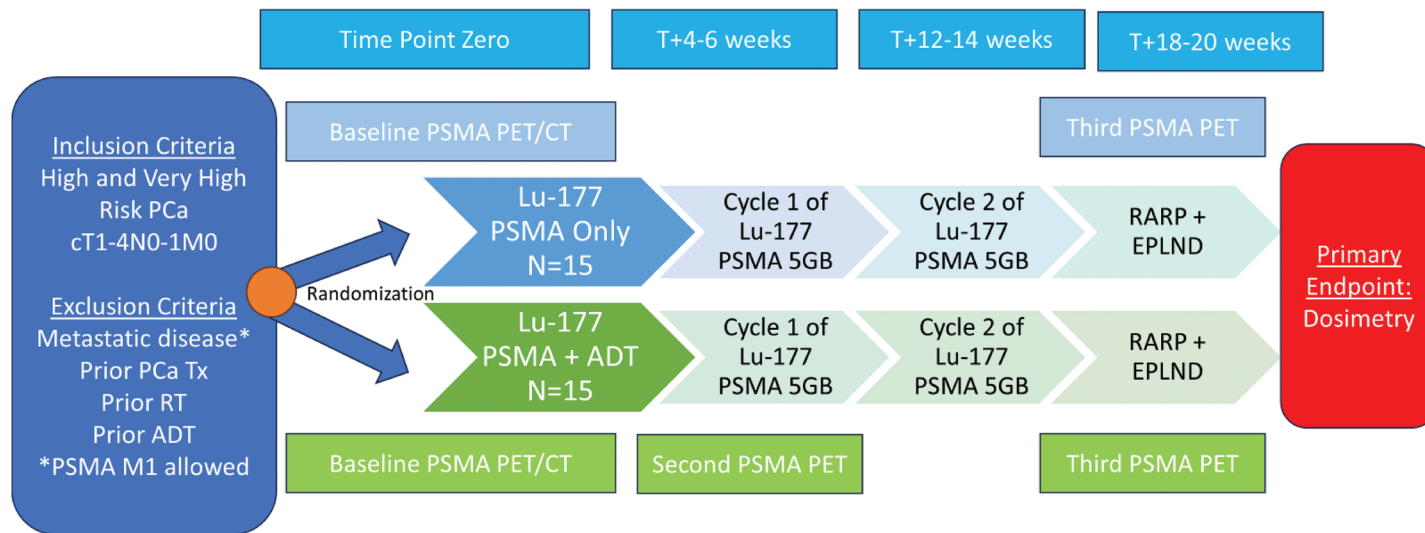 Time Point Zero
T+4-6 weeks
T+12-14 weeks
T+18-20 weeks
Inclusion Criteria
High and Very High
Risk PCa
cT1-4N0-1M0
Exclusion Criteria
Metastatic disease*
Prior PCa Tx
Prior RT
Prior ADT
*PSMA M1 allowed
Randomization
Baseline PSMA PET/CT
Third PSMA PET
Lu-177
PSMA Only
N=15
Cycle 1 of
Lu-177
PSMA 5GB
Cycle 2 of
Lu-177
PSMA 5GB
RARP +
EPLND
Lu-177
PSMA + ADT
N=15
Cycle 1 of
Lu-177
PSMA 5GB
Cycle 2 of
Lu-177
PSMA 5GB
RARP +
EPLND
Baseline PSMA PET/CT
Second PSMA PET
Third PSMA PET
Primary
Endpoint:
Dosimetry